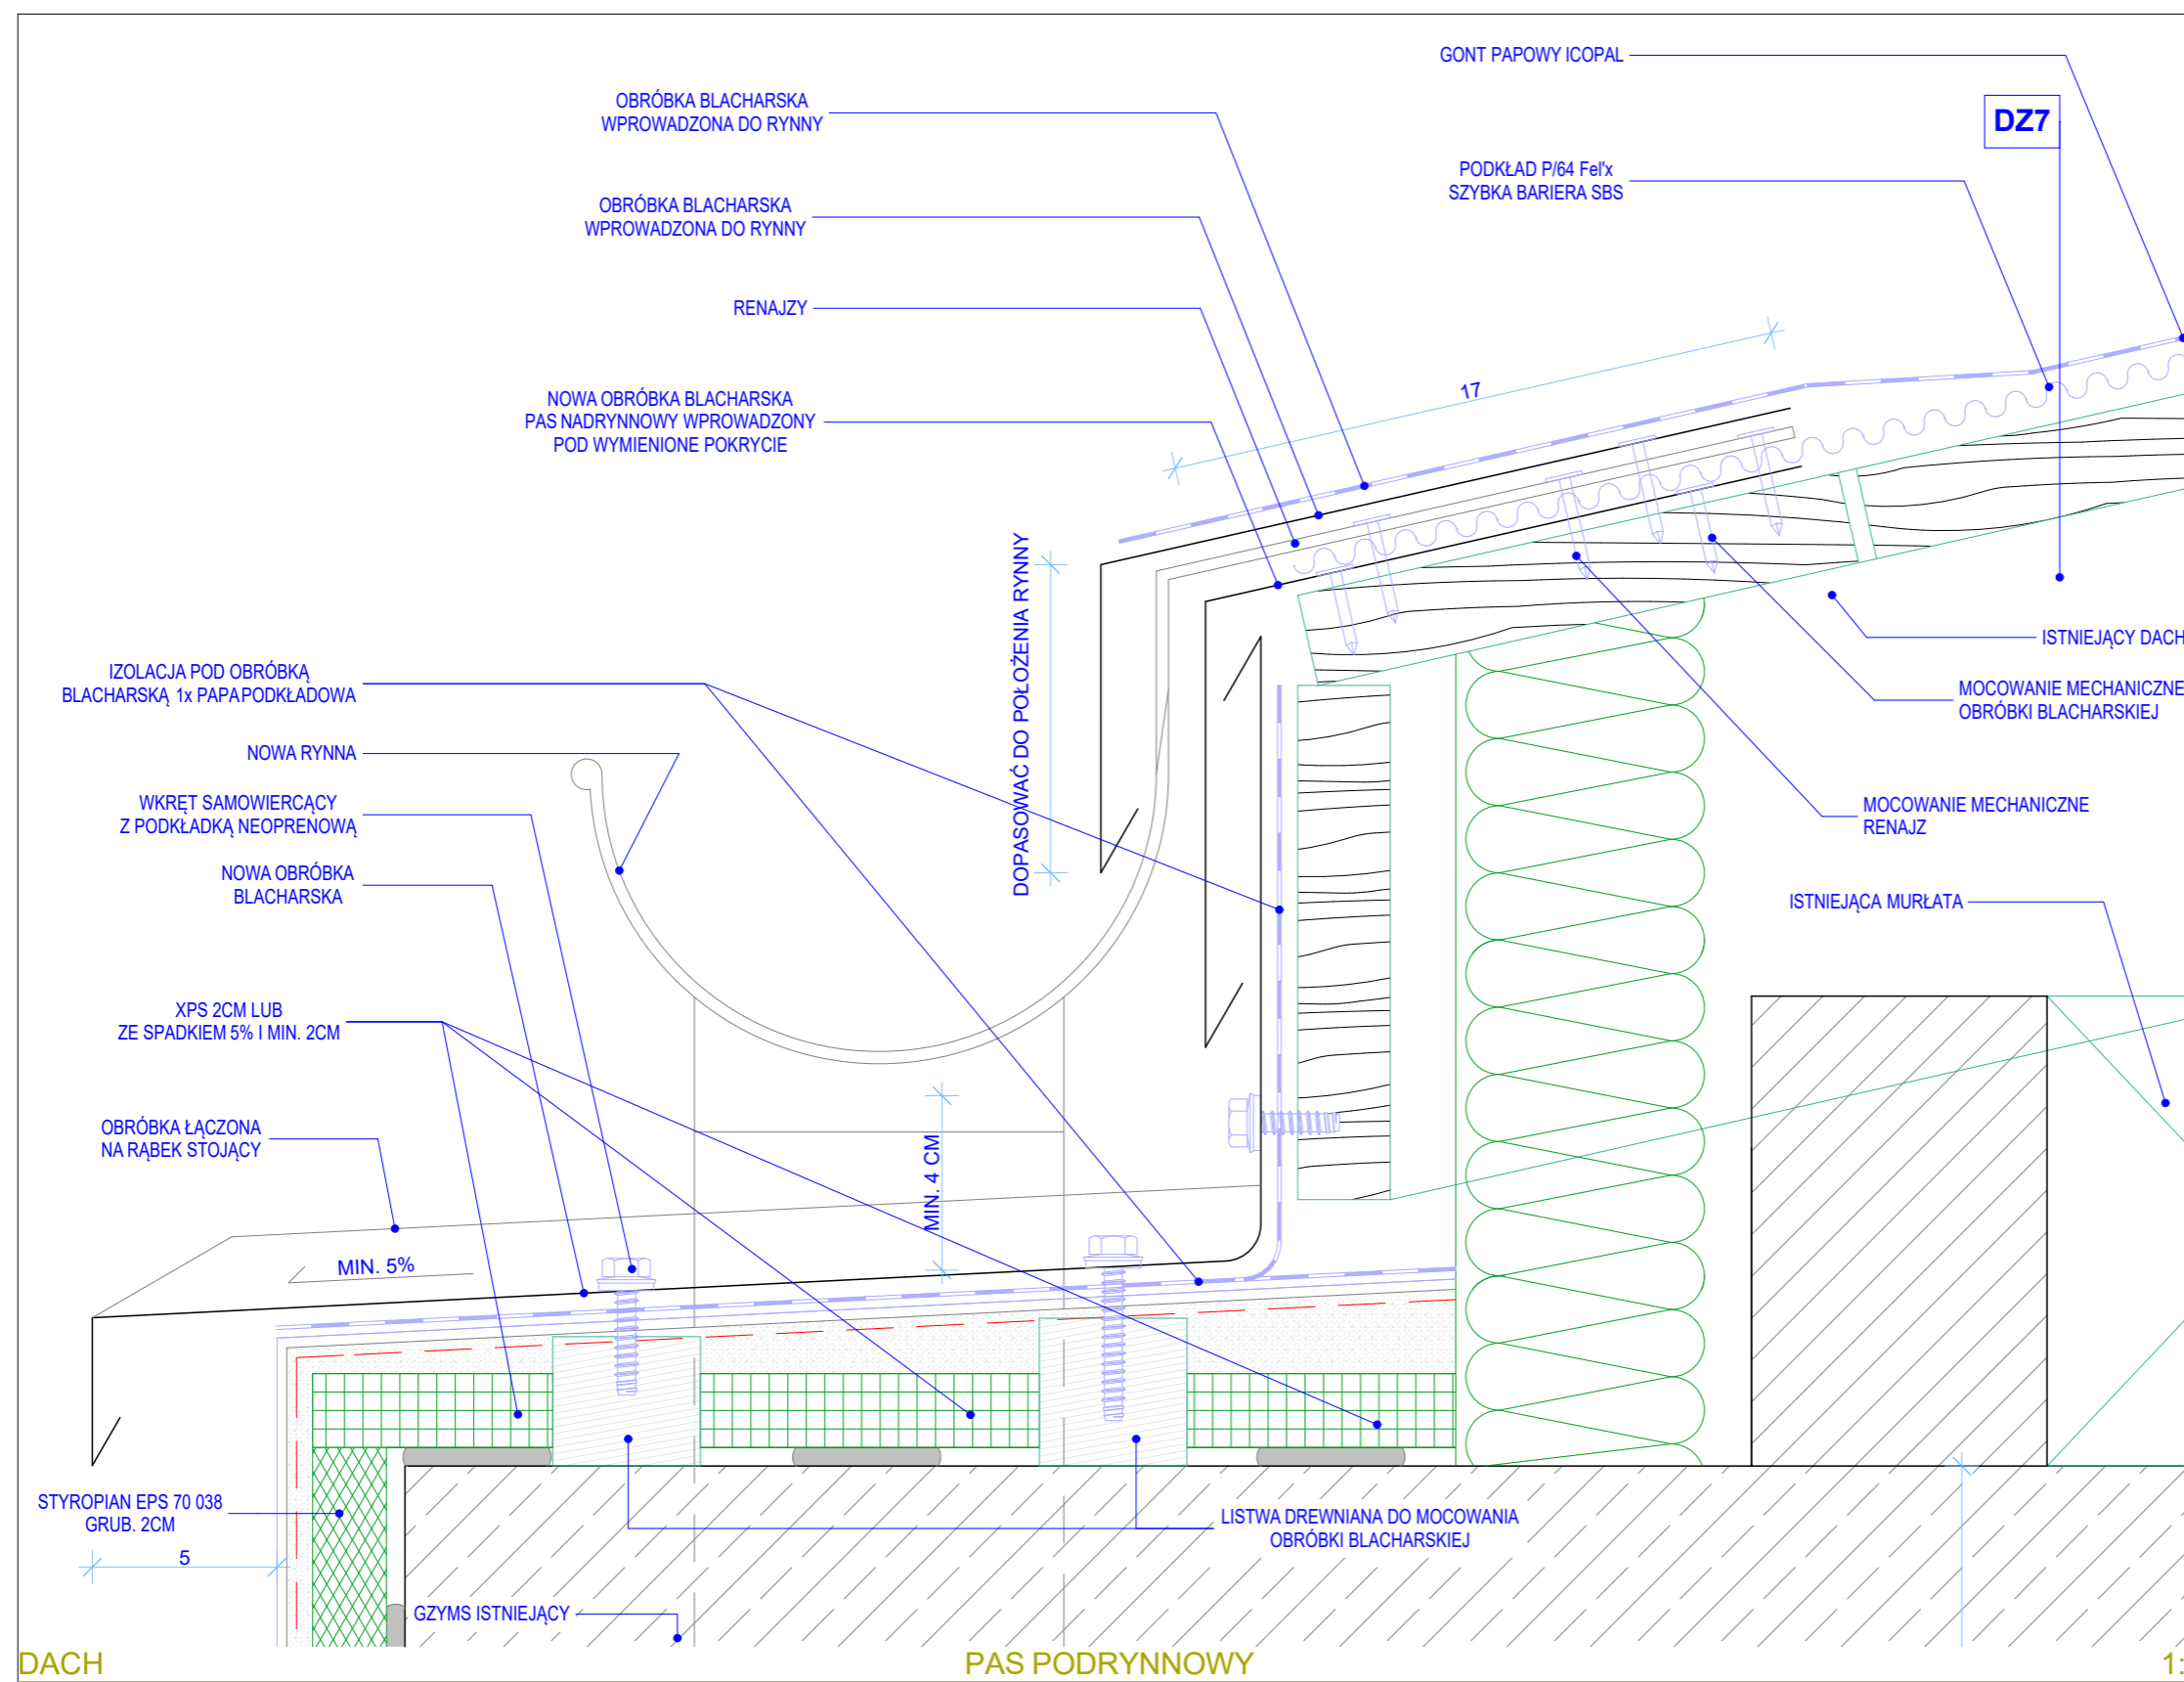 GONT PAPOWY ICOPAL
OBRÓBKA BLACHARSKA
WPROWADZONA DO RYNNY
DZ7
PODKŁAD P/64 Fel'x
SZYBKA BARIERA SBS
OBRÓBKA BLACHARSKA
WPROWADZONA DO RYNNY
RENAJZY
17
NOWA OBRÓBKA BLACHARSKA
PAS NADRYNNOWY WPROWADZONY
POD WYMIENIONE POKRYCIE
DOPASOWAĆ DO POŁOŻENIA RYNNY
ISTNIEJĄCY DACH
IZOLACJA POD OBRÓBKĄ
BLACHARSKĄ 1x PAPA PODKŁADOWA
MOCOWANIE MECHANICZNE
OBRÓBKI BLACHARSKIEJ
NOWA RYNNA
WKRĘT SAMOWIERCĄCY
Z PODKŁADKĄ NEOPRENOWĄ
MOCOWANIE MECHANICZNE
RENAJZ
NOWA OBRÓBKA
BLACHARSKA
ISTNIEJĄCA MURŁATA
XPS 2CM LUB
ZE SPADKIEM 5% I MIN. 2CM
OBRÓBKA ŁĄCZONA
NA RĄBEK STOJĄCY
MIN. 4 CM
MIN. 5%
STYROPIAN EPS 70 038
GRUB. 2CM
LISTWA DREWNIANA DO MOCOWANIA
OBRÓBKI BLACHARSKIEJ
5
GZYMS ISTNIEJĄCY
DACH
PAS PODRYNNOWY
1: